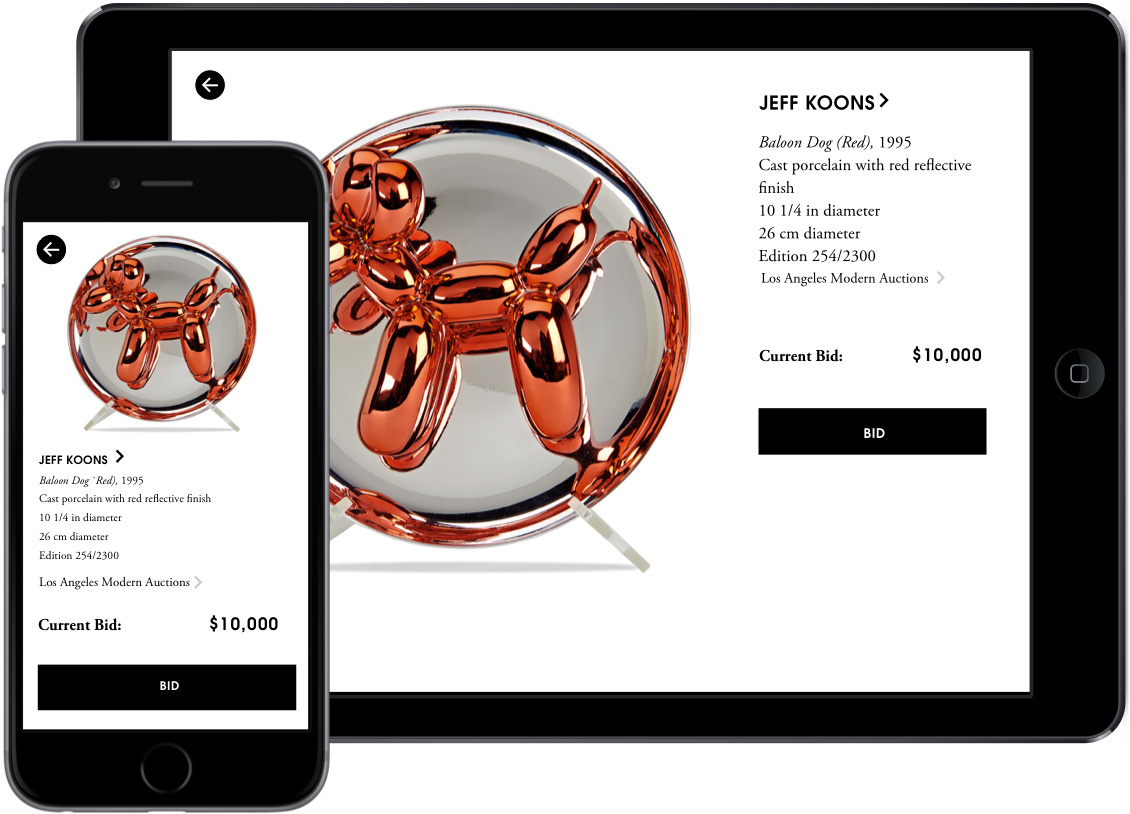 JEFF KOONS
Baloon Dog (Red), 1995
Cast porcelain with red reflective
finish
10 1/4 in diameter
26 cm diameter
Edition 254/2300
Los Angeles Modern Auctions
Current Bid: $10,000
BID
JEFF KOONS
Baloon Dog Red), 1995
Cast porcelain with red reflective finish
10 1/4 in diameter
26 cm diameter
Edition 254/2300
Los Angeles Modern Auctions
Current Bid: $10,000
BID